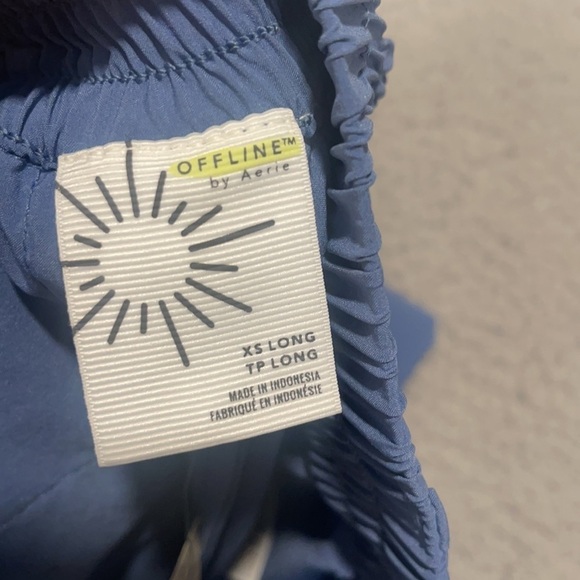 OFFLINE™
by Aerie
XS LONG
TP LONG
MADE IN INDONESIA
FABRIQUÉ EN INDONÉSIE